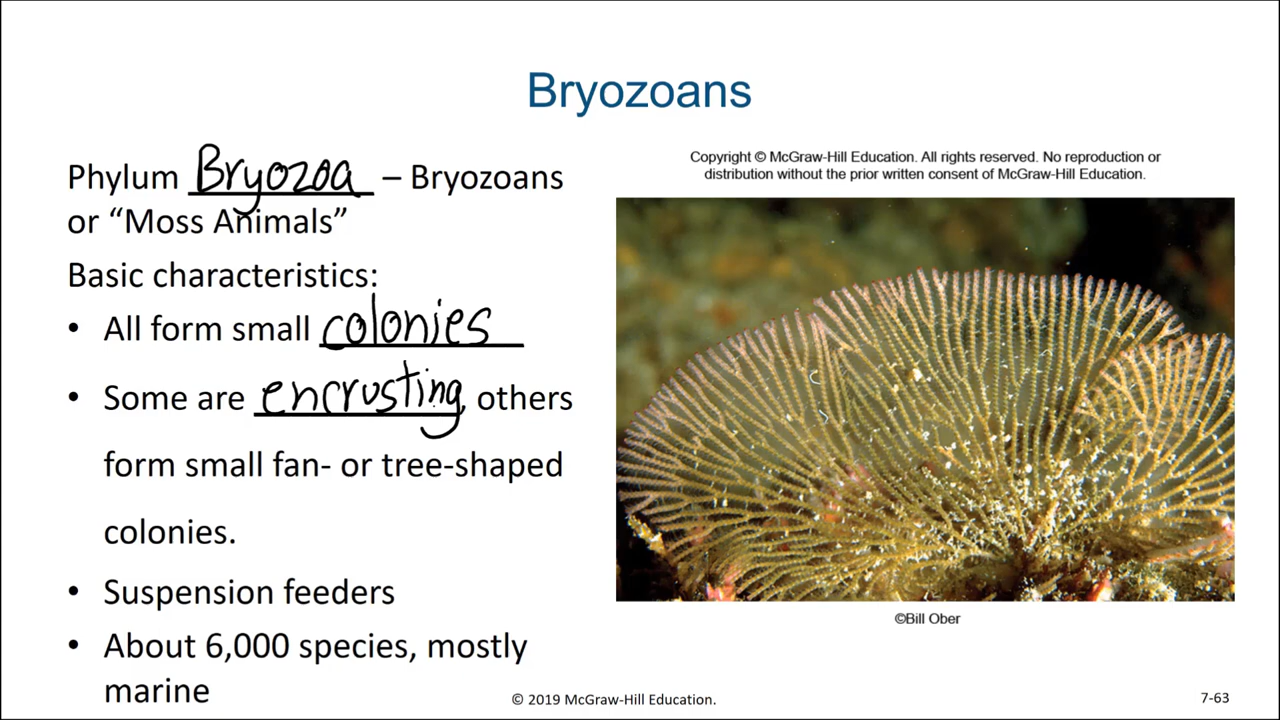 Bryozoans
Phylum Bryozoa – Bryozoans
or “Moss Animals”
Basic characteristics:
• All form small colonies
• Some are encrusting, others
form small fan- or tree-shaped
colonies.
• Suspension feeders
• About 6,000 species, mostly
marine
Copyright © McGraw-Hill Education. All rights reserved. No reproduction or
distribution without the prior written consent of McGraw-Hill Education.
©Bill Ober
© 2019 McGraw-Hill Education.
7-63